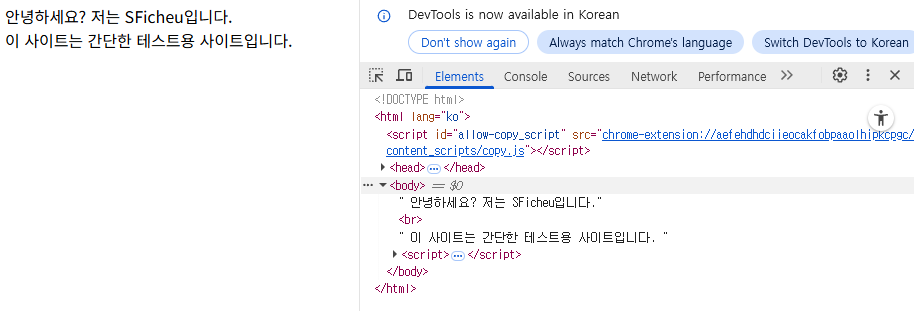 안녕하세요? 저는 SFicheu입니다.
이 사이트는 간단한 테스트용 사이트입니다.
DevTools is now available in Korean
Don't show again
Always match Chrome's language
Switch DevTools to Korean
Elements
Console
Sources
Network
Performance
<!DOCTYPE html>
<html lang="ko">
<script id="allow-copy_script" src="chrome-extension://aefehdhdciieocakfobpaaolhipkcpgc/
content_scripts/copy.js"></script>
<head>…</head>
<body> == $0
" 안녕하세요? 저는 SFicheu입니다."
<br>
" 이 사이트는 간단한 테스트용 사이트입니다. "
<script>…</script>
</body>
</html>